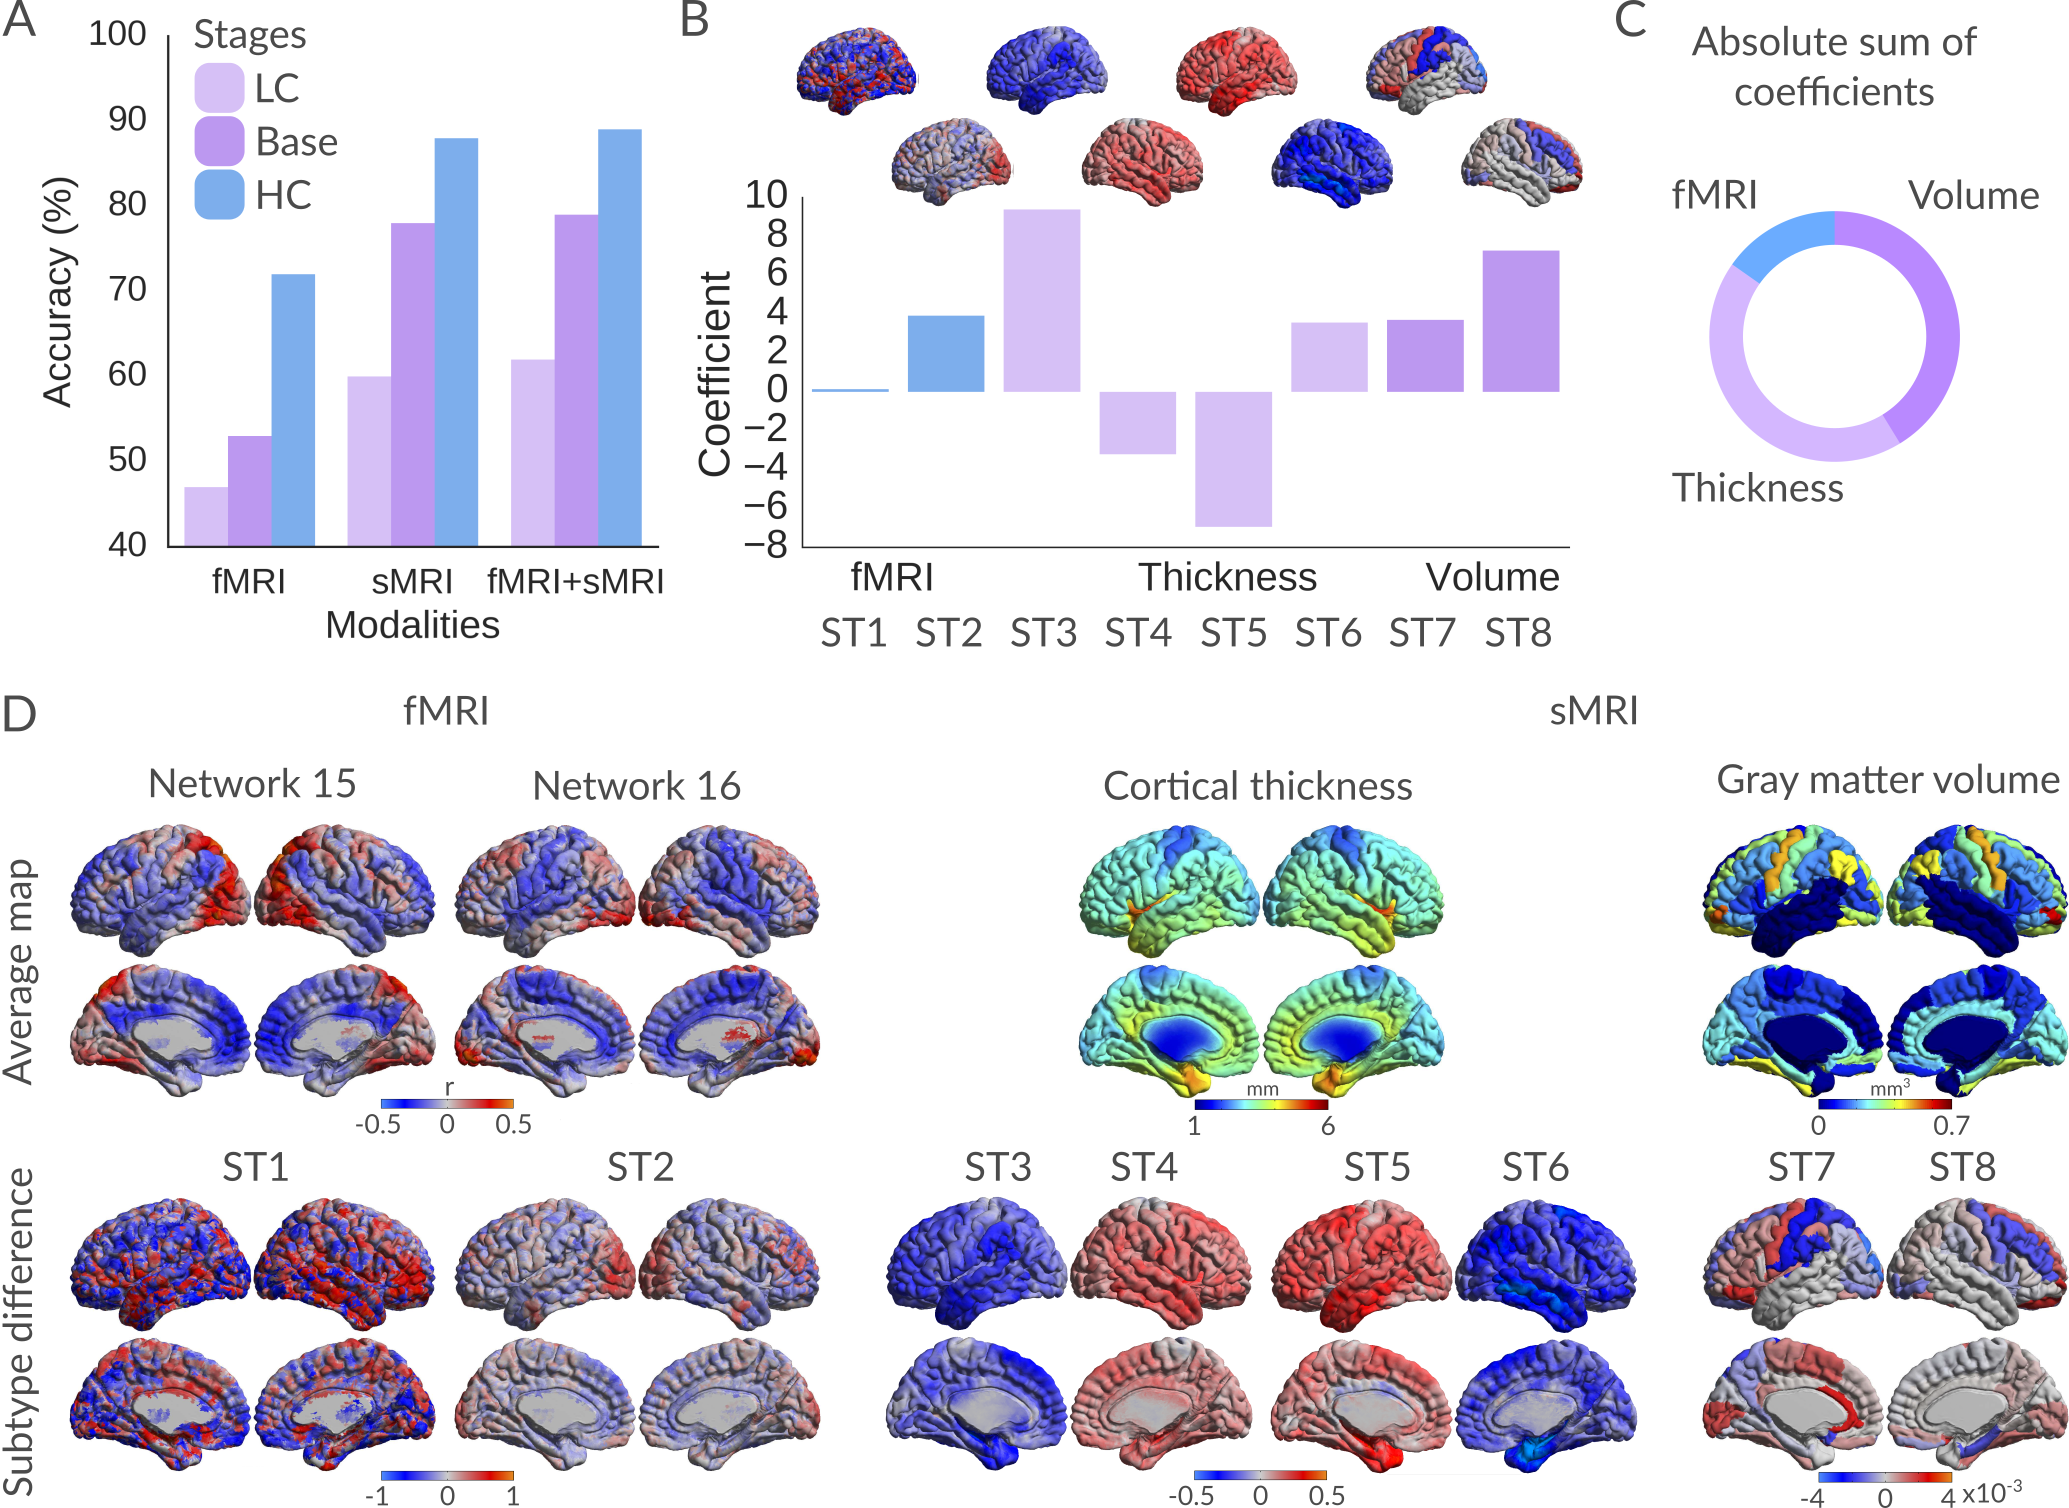 A
100
90
80
70
60
50
40
Accuracy (%)
Stages
LC
Base
HC
fMRI sMRI fMRI+sMRI
Modalities
B
10
8
6
4
2
0
−2
−4
−6
−8
Coefficient
fMRI Thickness Volume
ST1 ST2 ST3 ST4 ST5 ST6 ST7 ST8
C
Absolute sum of
coefficients
fMRI Volume
Thickness
D
fMRI sMRI
Network 15 Network 16 Cortical thickness Gray matter volume
Average map
r
-0.5 0 0.5
mm
1 6
mm³
0 0.7
Subtype difference
ST1 ST2 ST3 ST4 ST5 ST6 ST7 ST8
-1 0 1
-0.5 0 0.5
-4 0 4 x10⁻³